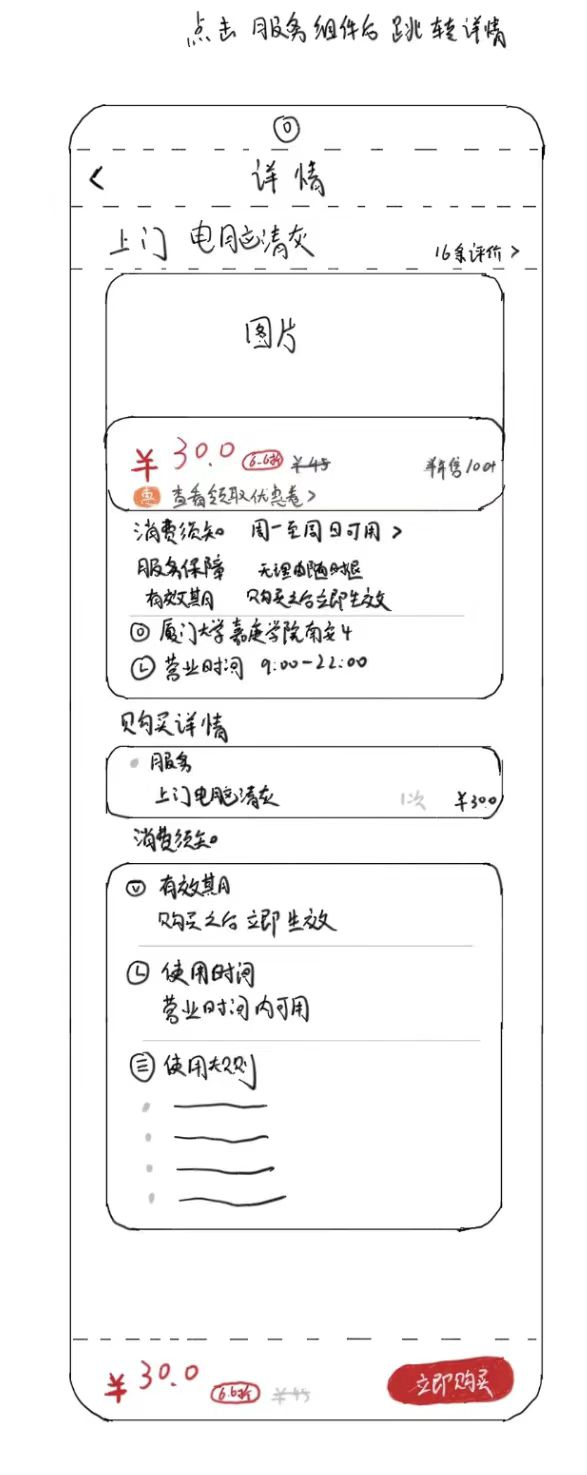 点击服务组件后跳转详情
< 详情
上门 电脑清灰
16条评价 >
图片
¥ 30.0 6.6折 ¥45 半年售10+
惠 查看领取优惠卷 >
消费须知 周一至周日可用 >
服务保障 无理由随时退
有效期 购买之后立即生效
厦门大学嘉庚学院南安4
营业时间 9:00-22:00
购买详情
服务
上门电脑清灰 1次 ¥30.0
消费须知
有效期
购买之后立即生效
使用时间
营业时间内可用
使用规则
¥ 30.0 6.6折 ¥45 立即购买